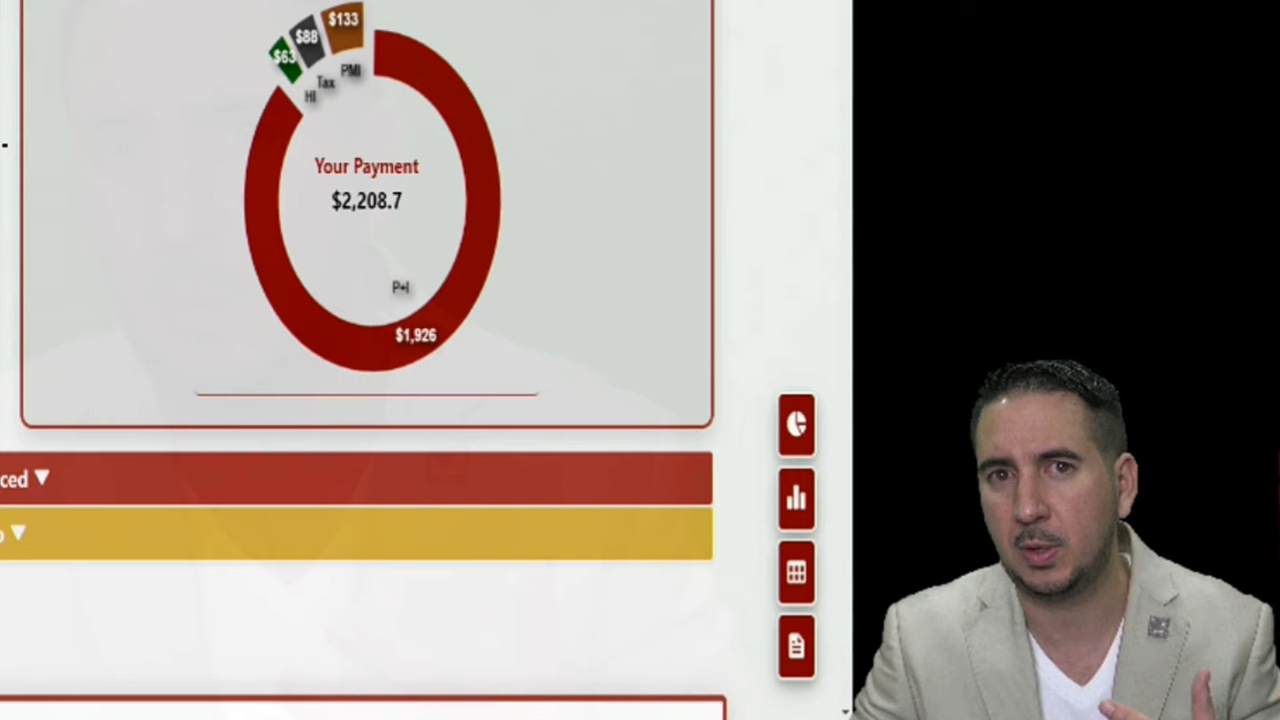 $133
$88
$63
PMI
Tax
HI
Your Payment
$2,208.7
P+I
$1,926
ced ▼
▼